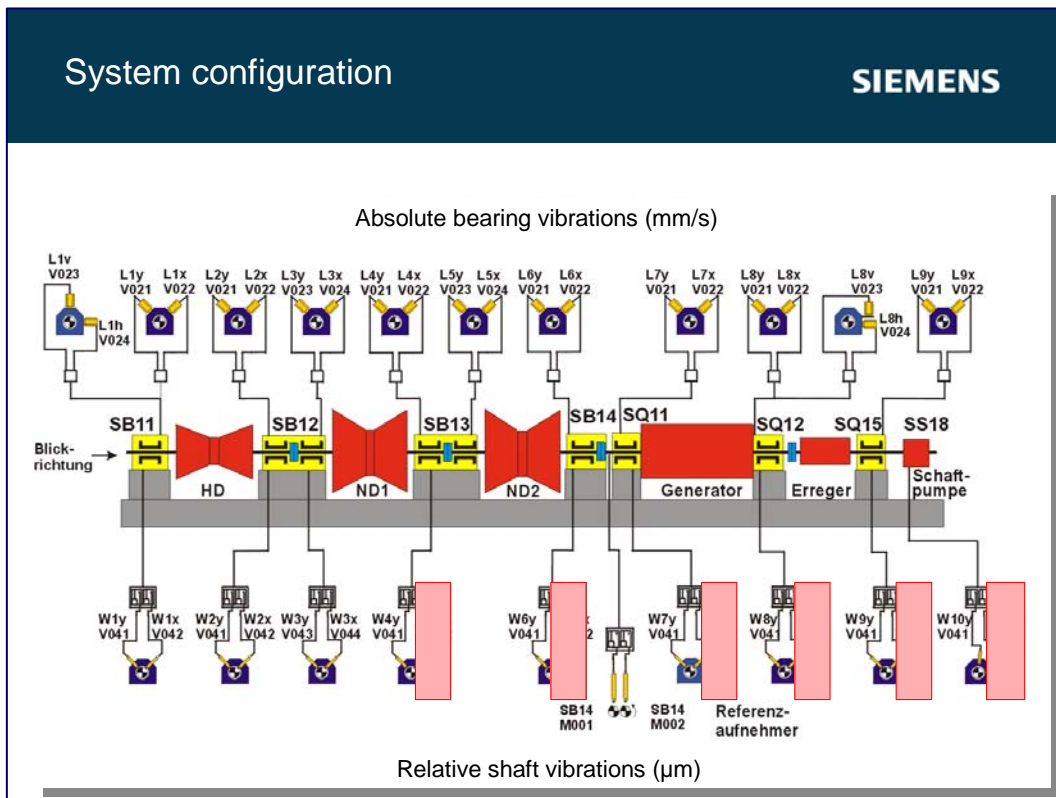 System configuration
SIEMENS
Absolute bearing vibrations (mm/s)
L1v
V023
L1h
V024
L1y
V021
L1x
V022
L2y
V021
L2x
V022
L3y
V023
L3x
V024
L4y
V021
L4x
V022
L5y
V023
L5x
V024
L6y
V021
L6x
V022
L7y
V021
L7x
V022
L8y
V021
L8x
V022
L8v
V023
L8h
V024
L9y
V021
L9x
V022
SB11
SB12
SB13
SB14
SQ11
SQ12
SQ15
SS18
Blick-
richtung
HD
ND1
ND2
Generator
Erreger
Schaft-
pumpe
W1y
V041
W1x
V042
W2y
V041
W2x
V042
W3y
V043
W3x
V044
W4y
V041
W6y
V041
W7y
V041
W8y
V041
W9y
V041
W10y
V041
SB14
M001
SB14
M002
Referenz-
aufnehmer
Relative shaft vibrations (µm)